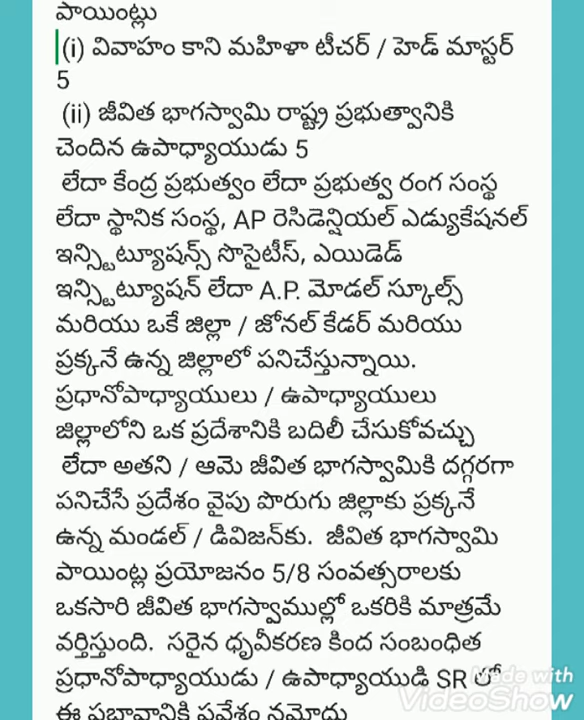 పాయింట్లు
(i) వివాహం కాని మహిళా టీచర్ / హెడ్ మాస్టర్
5
(ii) జీవిత భాగస్వామి రాష్ట్ర ప్రభుత్వానికి
చెందిన ఉపాధ్యాయుడు 5
లేదా కేంద్ర ప్రభుత్వం లేదా ప్రభుత్వ రంగ సంస్థ
లేదా స్థానిక సంస్థ, AP రెసిడెన్షియల్ ఎడ్యుకేషనల్
ఇన్స్టిట్యూషన్స్ సొసైటీస్, ఎయిడెడ్
ఇన్స్టిట్యూషన్ లేదా A.P. మోడల్ స్కూల్స్
మరియు ఒకే జిల్లా / జోనల్ కేడర్ మరియు
ప్రక్కనే ఉన్న జిల్లాలో పనిచేస్తున్నాయి.
ప్రధానోపాధ్యాయులు / ఉపాధ్యాయులు
జిల్లాలోని ఒక ప్రదేశానికి బదిలీ చేసుకోవచ్చు
లేదా అతని / ఆమె జీవిత భాగస్వామికి దగ్గరగా
పనిచేసే ప్రదేశం వైపు పొరుగు జిల్లాకు ప్రక్కనే
ఉన్న మండల్ / డివిజన్‌కు. జీవిత భాగస్వామి
పాయింట్ల ప్రయోజనం 5/8 సంవత్సరాలకు
ఒకసారి జీవిత భాగస్వాముల్లో ఒకరికి మాత్రమే
వర్తిస్తుంది. సరైన ధృవీకరణ కింద సంబంధిత
ప్రధానోపాధ్యాయుడు / ఉపాధ్యాయుడి SR లో
ఈ ప్రభావానికి ప్రవేశం నమోదు
Made with
VideoShow